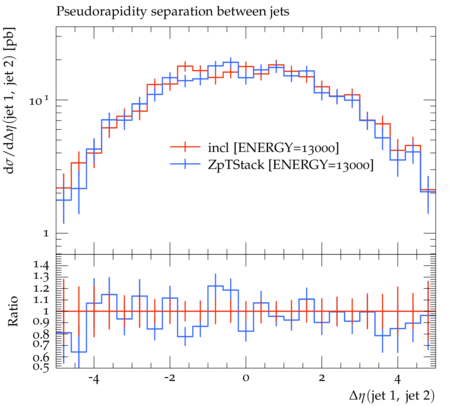 Pseudorapidity separation between jets
dσ/dΔη(jet 1, jet 2) [pb]
10¹
1
incl [ENERGY=13000]
ZpTStack [ENERGY=13000]
Ratio
1.4
1.3
1.2
1.1
1
0.9
0.8
0.7
0.6
0.5
-4 -2 0 2 4
Δη(jet 1, jet 2)